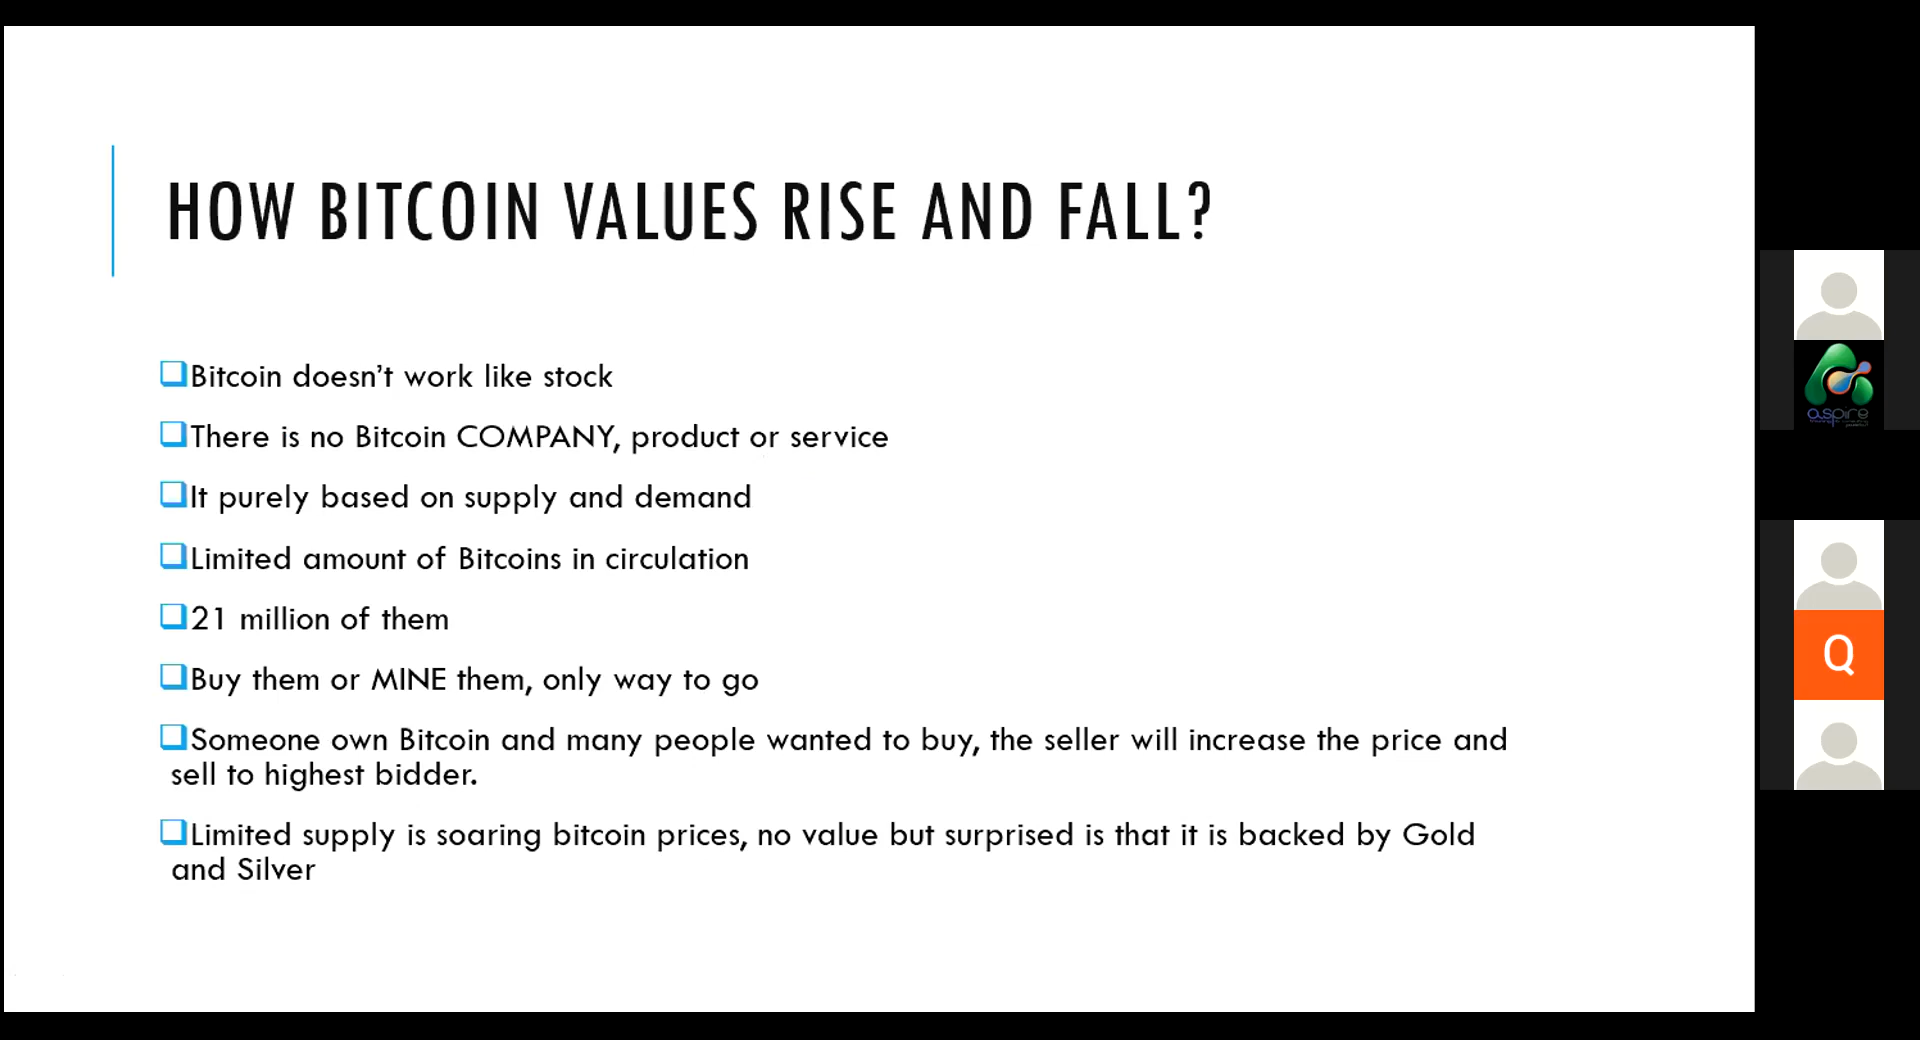 HOW BITCOIN VALUES RISE AND FALL?
Bitcoin doesn’t work like stock
There is no Bitcoin COMPANY, product or service
It purely based on supply and demand
Limited amount of Bitcoins in circulation
21 million of them
Buy them or MINE them, only way to go
Someone own Bitcoin and many people wanted to buy, the seller will increase the price and
sell to highest bidder.
Limited supply is soaring bitcoin prices, no value but surprised is that it is backed by Gold
and Silver
aspire
Q